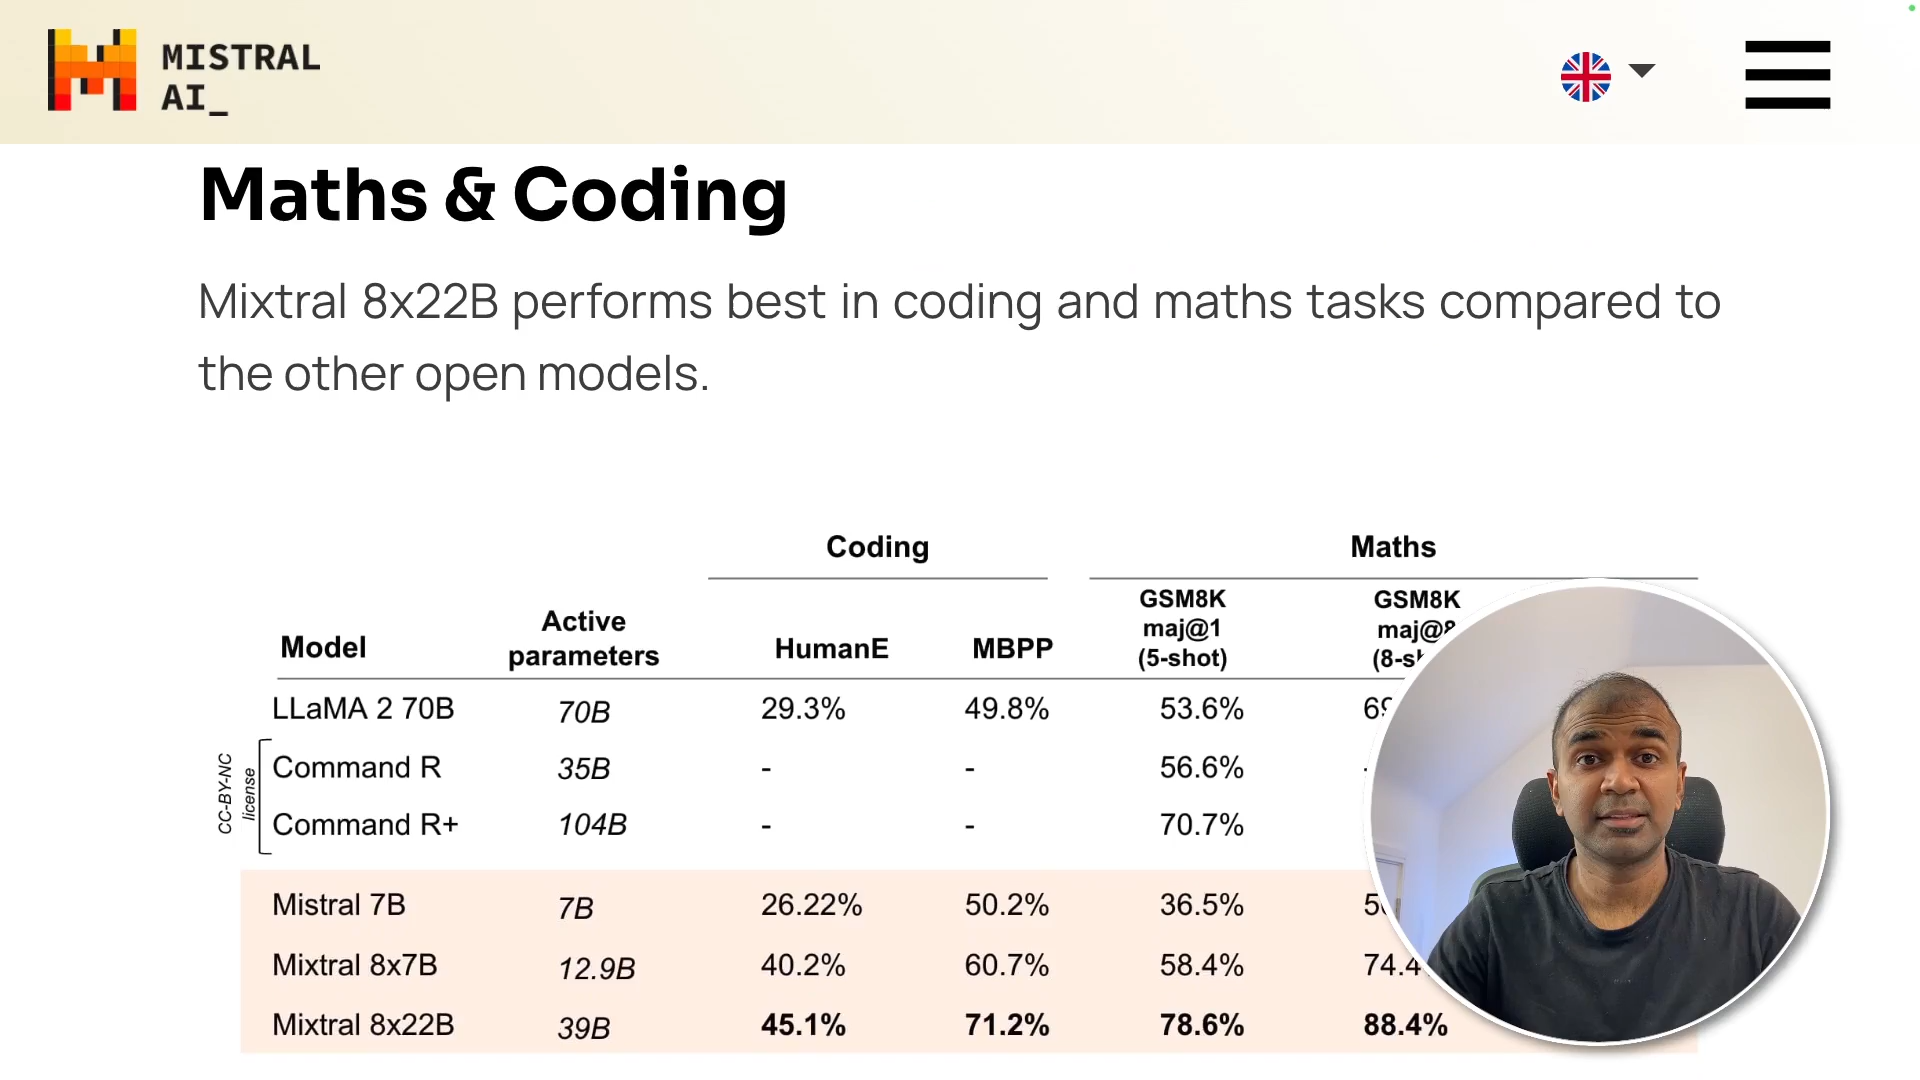 MISTRAL
AI_
Maths & Coding
Mixtral 8x22B performs best in coding and maths tasks compared to
the other open models.
Coding Maths
Model Active parameters HumanE MBPP GSM8K maj@1 (5-shot) GSM8K
LLaMA 2 70B 70B 29.3% 49.8% 53.6%
CC-BY-NC
license
Command R 35B - - 56.6% -
Command R+ 104B - - 70.7%
Mistral 7B 7B 26.22% 50.2% 36.5%
Mixtral 8x7B 12.9B 40.2% 60.7% 58.4% 74.4
Mixtral 8x22B 39B 45.1% 71.2% 78.6% 88.4%